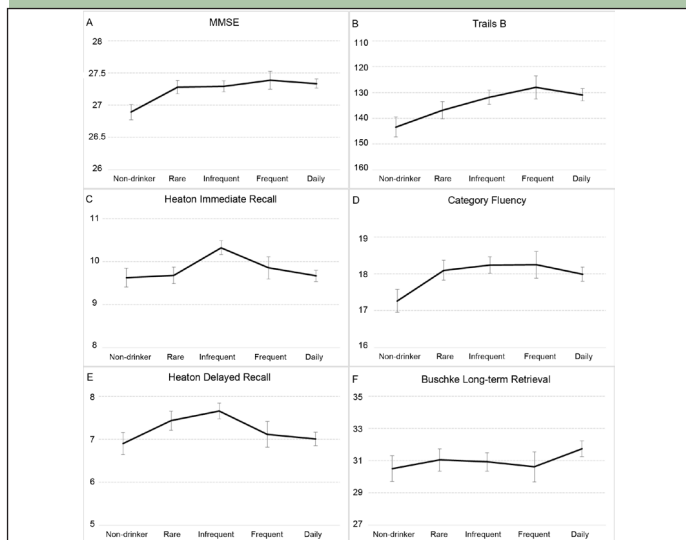 A
MMSE
28
27.5
27
26.5
26
Non-drinker Rare Infrequent Frequent Daily
B
Trails B
110
120
130
140
150
160
Non-drinker Rare Infrequent Frequent Daily
C
Heaton Immediate Recall
11
10
9
8
Non-drinker Rare Infrequent Frequent Daily
D
Category Fluency
19
18
17
16
Non-drinker Rare Infrequent Frequent Daily
E
Heaton Delayed Recall
8
7
6
5
Non-drinker Rare Infrequent Frequent Daily
F
Buschke Long-term Retrieval
35
33
31
29
27
Non-drinker Rare Infrequent Frequent Daily